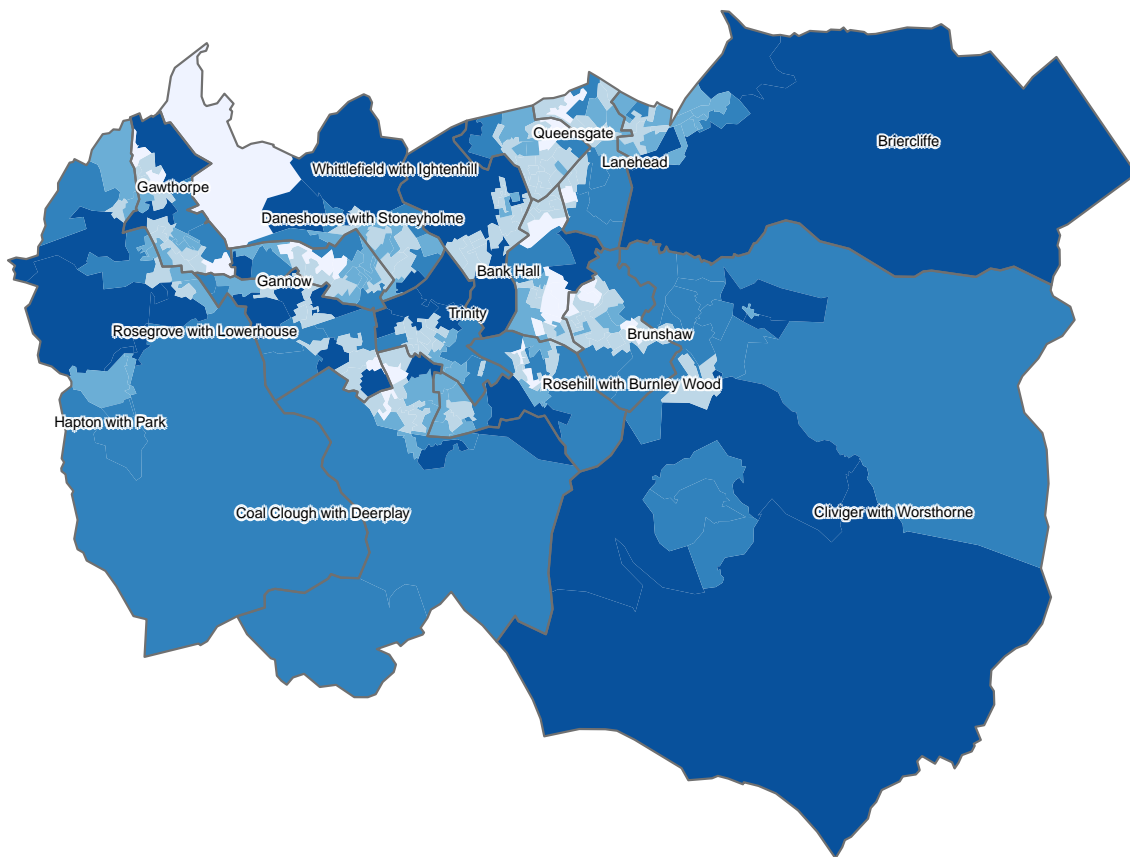 Queensgate
Briercliffe
Lanehead
Whittlefield with Ightenhill
Gawthorpe
Daneshouse with Stoneyholme
Bank Hall
Gannow
Trinity
Rosegrove with Lowerhouse
Brunshaw
Rosehill with Burnley Wood
Hapton with Park
Coal Clough with Deerplay
Cliviger with Worsthorne